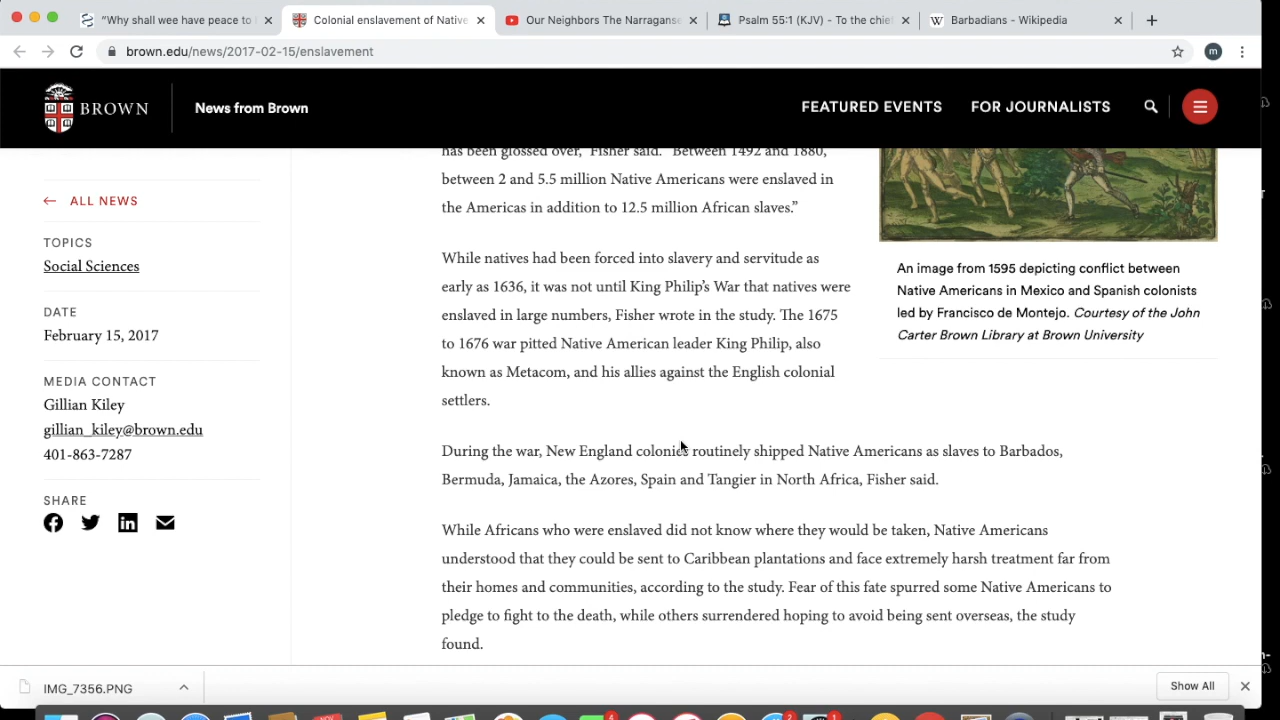 "Why shall wee have peace to
Colonial enslavement of Native
Our Neighbors The Narraganse
Psalm 55:1 (KJV) - To the chie
Barbadians - Wikipedia
brown.edu/news/2017-02-15/enslavement
m
BROWN
News from Brown
FEATURED EVENTS
FOR JOURNALISTS
ALL NEWS
TOPICS
Social Sciences
DATE
February 15, 2017
MEDIA CONTACT
Gillian Kiley
gillian_kiley@brown.edu
401-863-7287
SHARE
has been glossed over," Fisher said. "Between 1492 and 1880,
between 2 and 5.5 million Native Americans were enslaved in
the Americas in addition to 12.5 million African slaves."
While natives had been forced into slavery and servitude as
early as 1636, it was not until King Philip's War that natives were
enslaved in large numbers, Fisher wrote in the study. The 1675
to 1676 war pitted Native American leader King Philip, also
known as Metacom, and his allies against the English colonial
settlers.
An image from 1595 depicting conflict between
Native Americans in Mexico and Spanish colonists
led by Francisco de Montejo. Courtesy of the John
Carter Brown Library at Brown University
During the war, New England colonies routinely shipped Native Americans as slaves to Barbados,
Bermuda, Jamaica, the Azores, Spain and Tangier in North Africa, Fisher said.
While Africans who were enslaved did not know where they would be taken, Native Americans
understood that they could be sent to Caribbean plantations and face extremely harsh treatment far from
their homes and communities, according to the study. Fear of this fate spurred some Native Americans to
pledge to fight to the death, while others surrendered hoping to avoid being sent overseas, the study
found.
IMG_7356.PNG
Show All
NOV
4
2
1